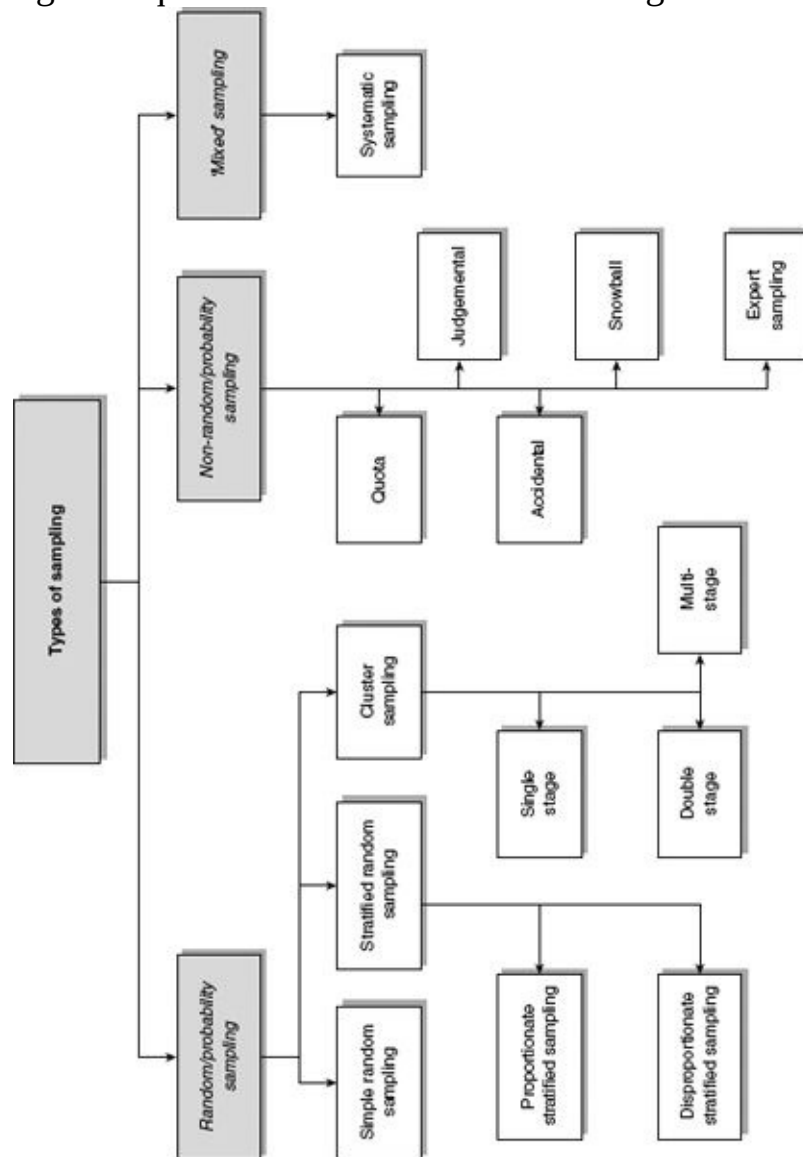 Types of sampling
Random/probability
sampling
Non-random/probability
sampling
'Mixed' sampling
Simple random
sampling
Stratified random
sampling
Cluster
sampling
Quota
Judgemental
Systematic
sampling
Proportionate
stratified sampling
Single
stage
Accidental
Snowball
Disproportionate
stratified sampling
Double
stage
Multi-
stage
Expert
sampling